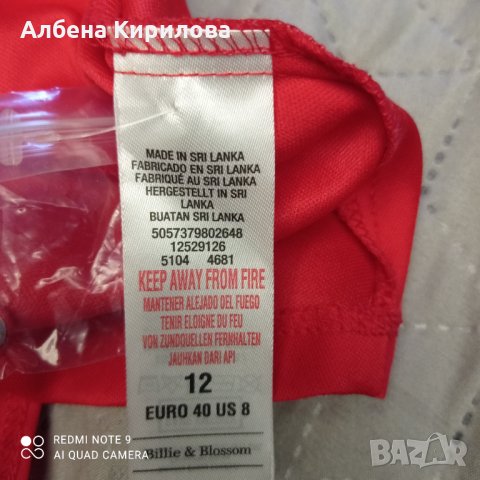 Албена Кирилова
MADE IN SRI LANKA
FABRICADO EN SRI LANKA
FABRIQUÉ AU SRI LANKA
HERGESTELLT IN SRI
LANKA
BUATAN SRI LANKA
5057379802648
12529126
5104 4681
KEEP AWAY FROM FIRE
MANTENER ALEJADO DEL FUEGO
TENIR ELOIGNE DU FEU
VON ZUNDQUELLEN FERNHALTEN
JAUHKAN DARI API
12
EURO 40 US 8
Billie & Blossom
REDMI NOTE 9
AI QUAD CAMERA
BAZAR